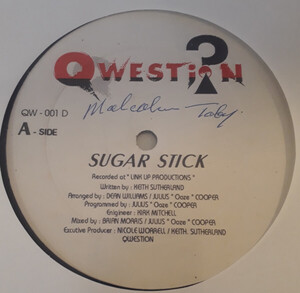 QWESTION ?
Malcolm Toby
QW - 001 D
A - SIDE
SUGAR STICK
Recorded at " LINK UP PRODUCTIONS "
Written by : KEITH SUTHERLAND
Arranged by : DEAN WILLIAMS / JULIUS " Ooze " COOPER
Programmed by : JULIUS " Ooze " COOPER
Engineer : KIRK MITCHELL
Mixed by : BRIAN MORRIS / JULIUS " Ooze " COOPER
Escutive Producer : NICOLE WORRELL / KEITH. SUTHERLAND
QWESTION